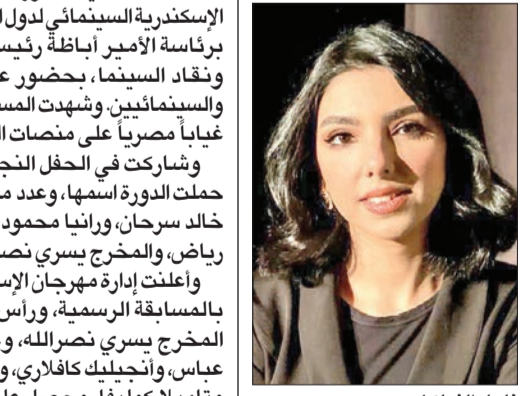 الإسكندرية السينمائي لدول ا
برئاسة الأمير أباظة رئيس
ونقاد السينما، بحضور ع
والسينمائيين. وشهدت المس
غياباً مصرياً على منصات ا
وشاركت في الحفل النج
حملت الدورة اسمها، وعدد م
خالد سرحان، ورانيا محمود
رياض، والمخرج يسري نصـ
وأعلنت إدارة مهرجان الإس
بالمسابقة الرسمية، ورأس
المخرج يسري نصرالله، و
عباس، وأنجيليك كافلاري، و